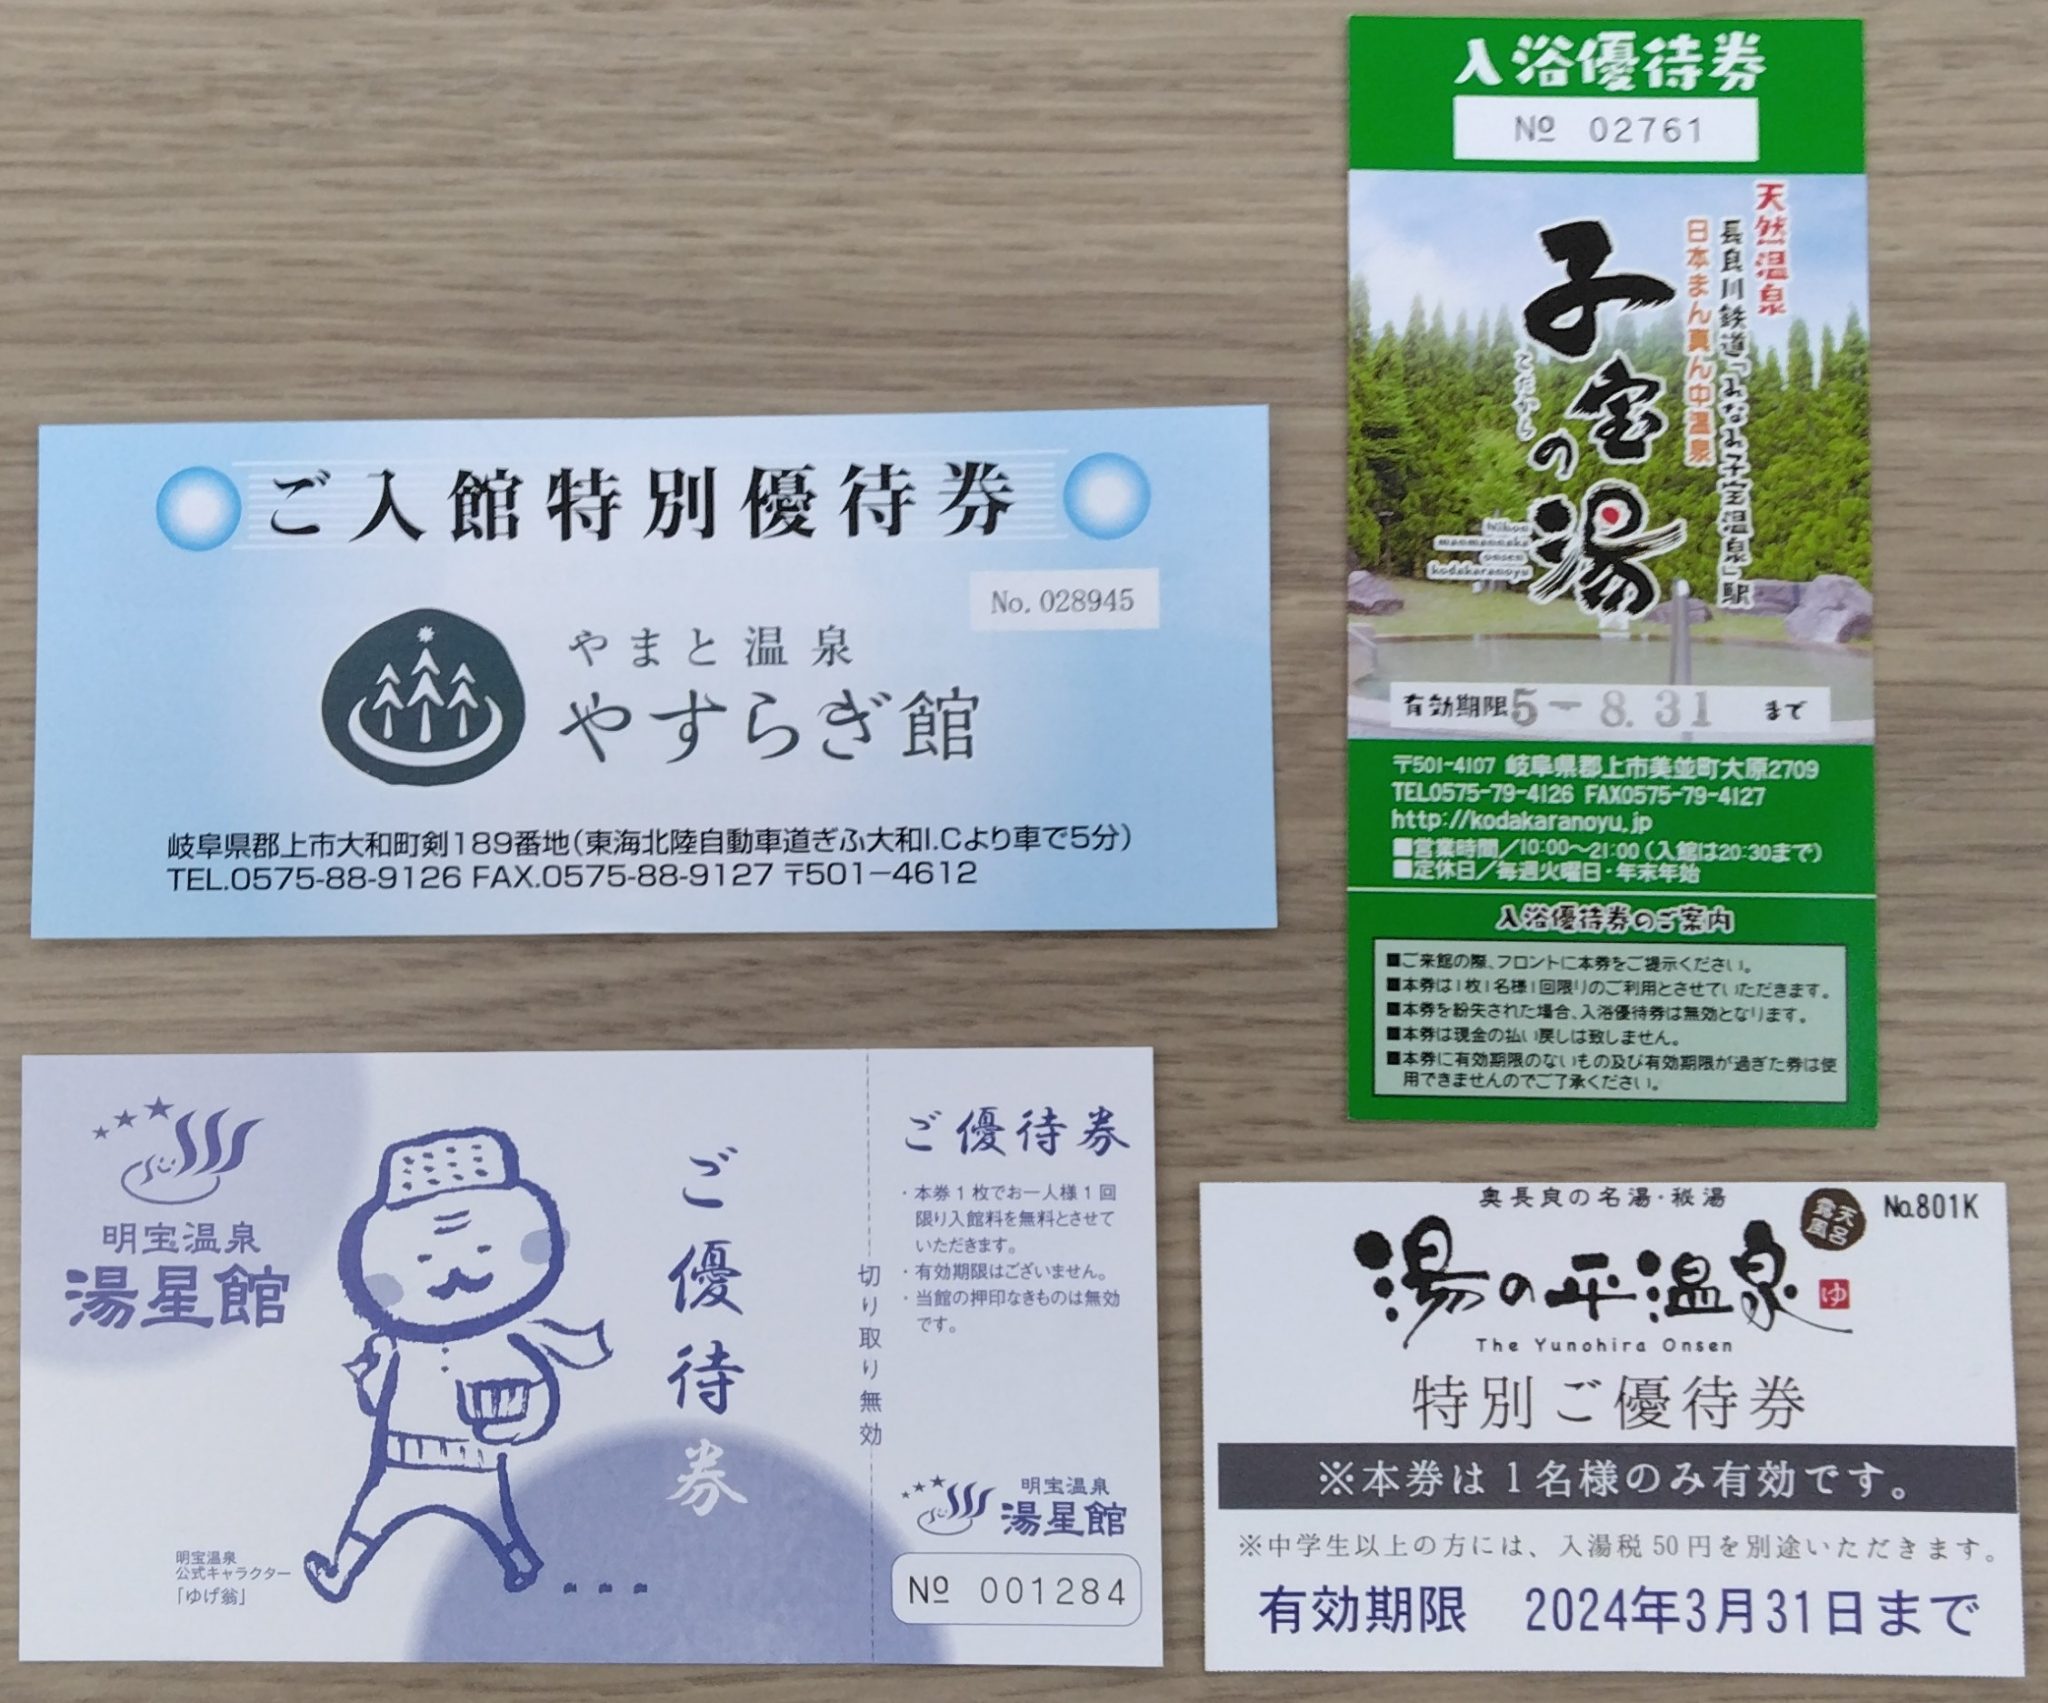 ご入館特別優待券
No. 028945
やまと温泉
やすらぎ館
岐阜県郡上市大和町剣189番地(東海北陸自動車道ぎふ大和I.Cより車で5分)
TEL.0575-88-9126 FAX.0575-88-9127 〒501-4612
入浴優待券
№ 02761
天然温泉
長良川鉄道「みなみ子宝温泉」駅
日本まん真ん中温泉
子宝の湯
こだから
Nihon
manmannaka
onsen
kodakaranoyu
有効期限5-8.31 まで
〒501-4107 岐阜県郡上市美並町大原2709
TEL0575-79-4126 FAX0575-79-4127
http://kodakaranoyu.jp
■営業時間/10:00~21:00(入館は20:30まで)
■定休日/毎週火曜日・年末年始
入浴優待券のご案内
■ご来館の際、フロントに本券をご提示ください。
■本券は1枚1名様1回限りのご利用とさせていただきます。
■本券を紛失された場合、入浴優待券は無効となります。
■本券は現金の払い戻しは致しません。
■本券に有効期限のないもの及び有効期限が過ぎた券は使
用できませんのでご了承ください。
明宝温泉
湯星館
ご優待券
明宝温泉
公式キャラクター
「ゆげ翁」
切り取り無効
ご優待券
・本券1枚でお一人様1回
限り入館料を無料とさせて
いただきます。
・有効期限はございません。
・当館の押印なきものは無効
です。
明宝温泉
湯星館
№ 001284
奥長良の名湯・秘湯
天呂
露風
No.801K
湯の平温泉
ゆ
The Yunohira Onsen
特別ご優待券
※本券は1名様のみ有効です。
※中学生以上の方には、入湯税50円を別途いただきます。
有効期限 2024年3月31日まで